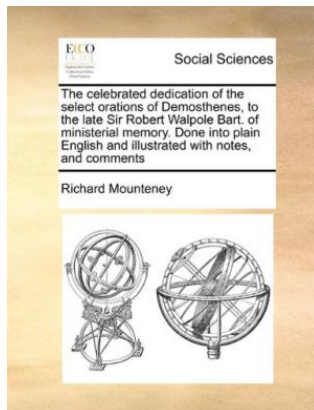 ECCO
Social Sciences
The celebrated dedication of the
select orations of Demosthenes, to
the late Sir Robert Walpole Bart. of
ministerial memory. Done into plain
English and illustrated with notes,
and comments
Richard Mounteney